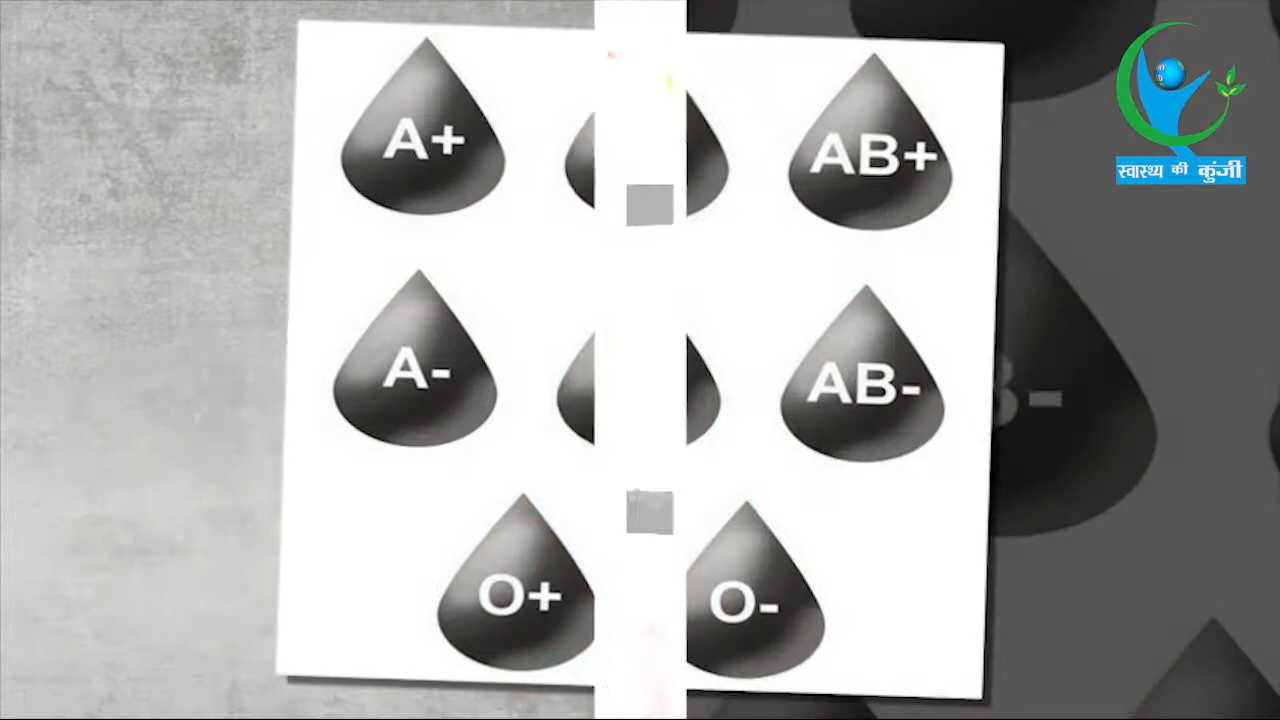 A+
AB+
A-
AB-
O+
O-
स्वास्थ्य की कुंजी